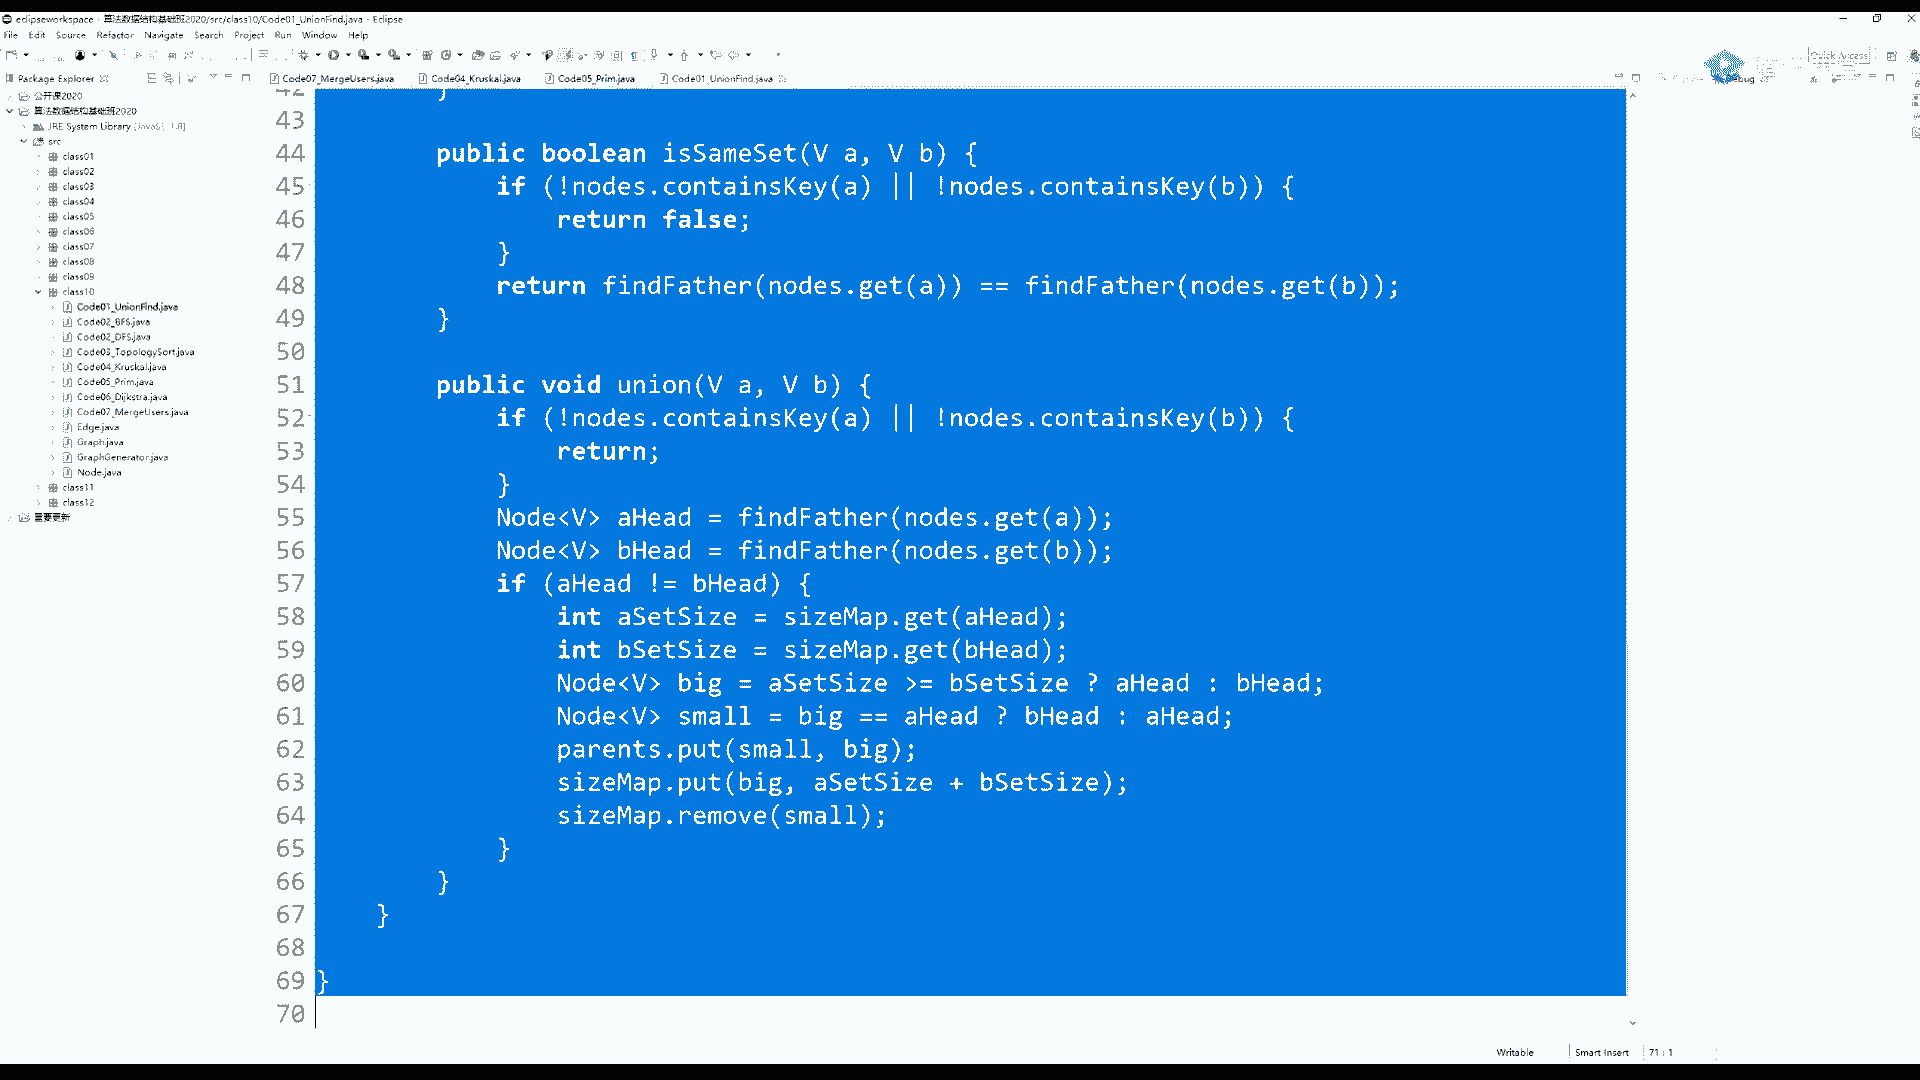 eclipseworkspace - 算法数据结构基础班2020/src/class10/Code01_UnionFind.java - Eclipse
File Edit Source Refactor Navigate Search Project Run Window Help
Quick Access
Package Explorer
Code07_MergeUsers.java Code04_Kruskal.java Code05_Prim.java Code01_UnionFind.java
公开课2020
算法数据结构基础班2020
JRE System Library [JavaSE-1.8]
src
class01
class02
class03
class04
class05
class06
class07
class08
class09
class10
Code01_UnionFind.java
Code02_BFS.java
Code02_DFS.java
Code03_TopologySort.java
Code04_Kruskal.java
Code05_Prim.java
Code06_Dijkstra.java
Code07_MergeUsers.java
Edge.java
Graph.java
GraphGenerator.java
Node.java
class11
class12
重要更新
42 }
43
44 public boolean isSameSet(V a, V b) {
45 if (!nodes.containsKey(a) || !nodes.containsKey(b)) {
46 return false;
47 }
48 return findFather(nodes.get(a)) == findFather(nodes.get(b));
49 }
50
51 public void union(V a, V b) {
52 if (!nodes.containsKey(a) || !nodes.containsKey(b)) {
53 return;
54 }
55 Node<V> aHead = findFather(nodes.get(a));
56 Node<V> bHead = findFather(nodes.get(b));
57 if (aHead != bHead) {
58 int aSetSize = sizeMap.get(aHead);
59 int bSetSize = sizeMap.get(bHead);
60 Node<V> big = aSetSize >= bSetSize ? aHead : bHead;
61 Node<V> small = big == aHead ? bHead : aHead;
62 parents.put(small, big);
63 sizeMap.put(big, aSetSize + bSetSize);
64 sizeMap.remove(small);
65 }
66 }
67 }
68
69 }
70
Writable Smart Insert 71 : 1